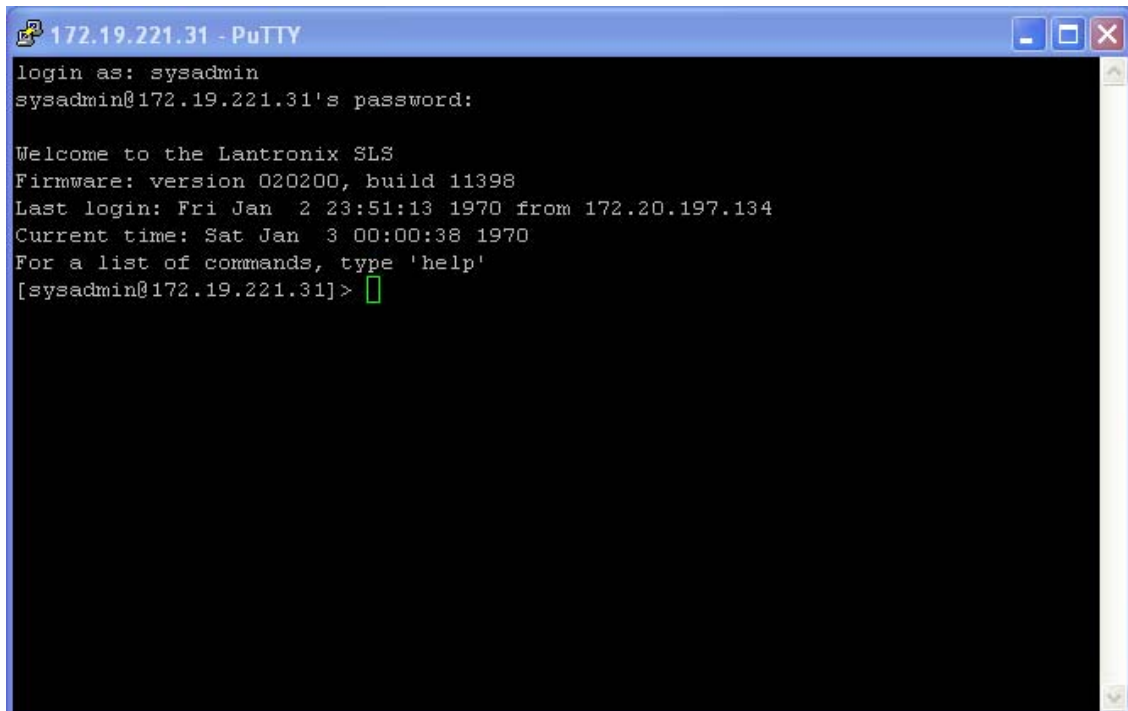 172.19.221.31 - PuTTY
login as: sysadmin
sysadmin@172.19.221.31's password:
Welcome to the Lantronix SLS
Firmware: version 020200, build 11398
Last login: Fri Jan  2 23:51:13 1970 from 172.20.197.134
Current time: Sat Jan  3 00:00:38 1970
For a list of commands, type 'help'
[sysadmin@172.19.221.31]>